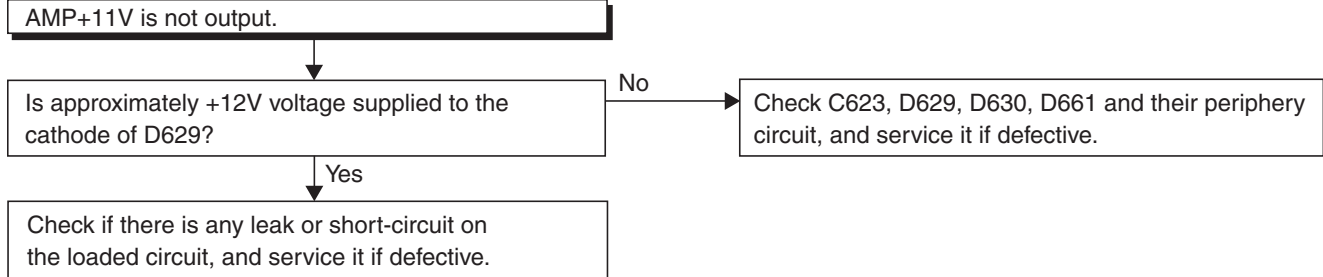 AMP+11V is not output.
Is approximately +12V voltage supplied to the
cathode of D629?
No
Check C623, D629, D630, D661 and their periphery
circuit, and service it if defective.
Yes
Check if there is any leak or short-circuit on
the loaded circuit, and service it if defective.